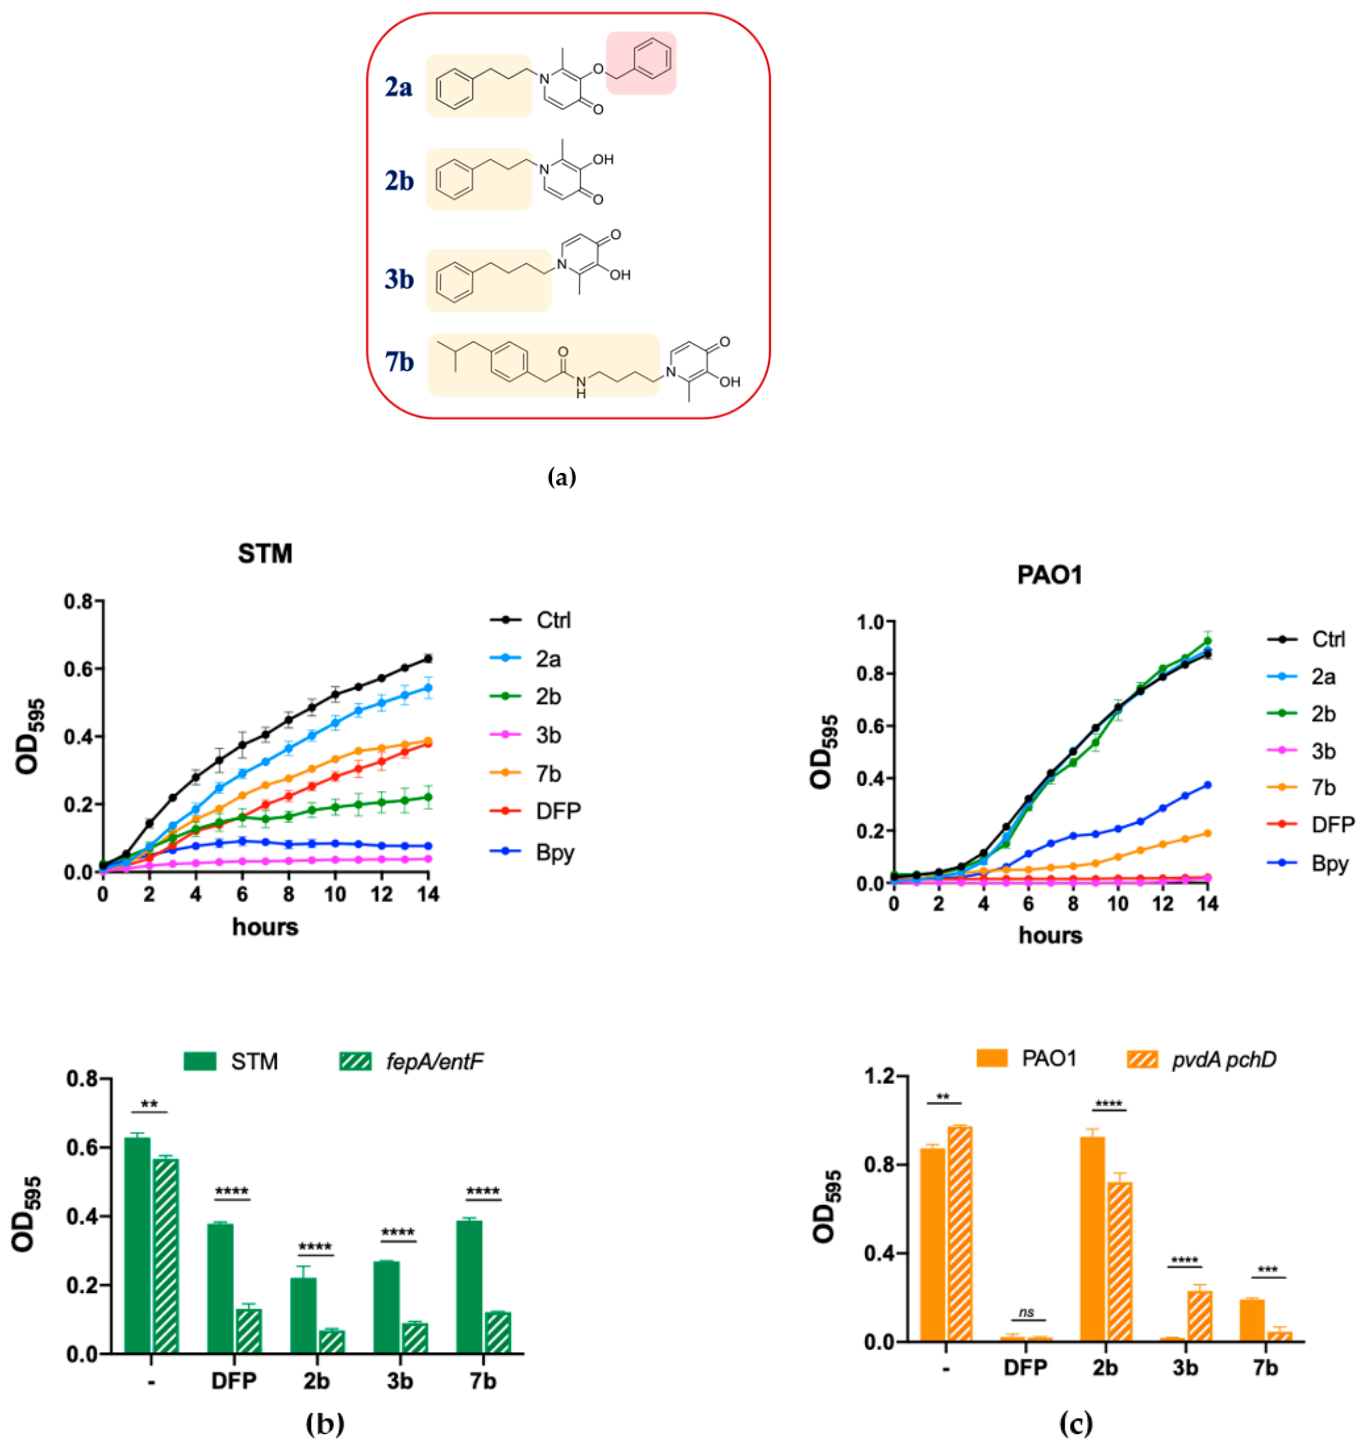 2a
N
O
O
2b
N
OH
O
3b
O
N
OH
7b
O
N
H
O
N
OH
(a)
STM
0.8
0.6
0.4
0.2
0.0
OD595
0 2 4 6 8 10 12 14
hours
Ctrl
2a
2b
3b
7b
DFP
Bpy
PAO1
1.0
0.8
0.6
0.4
0.2
0.0
OD595
0 2 4 6 8 10 12 14
hours
Ctrl
2a
2b
3b
7b
DFP
Bpy
STM fepA/entF
0.8
0.6
0.4
0.2
0.0
OD595
** **** **** **** ****
- DFP 2b 3b 7b
(b)
PAO1 pvdA pchD
1.2
0.8
0.4
0.0
OD595
** ns **** **** ***
- DFP 2b 3b 7b
(c)